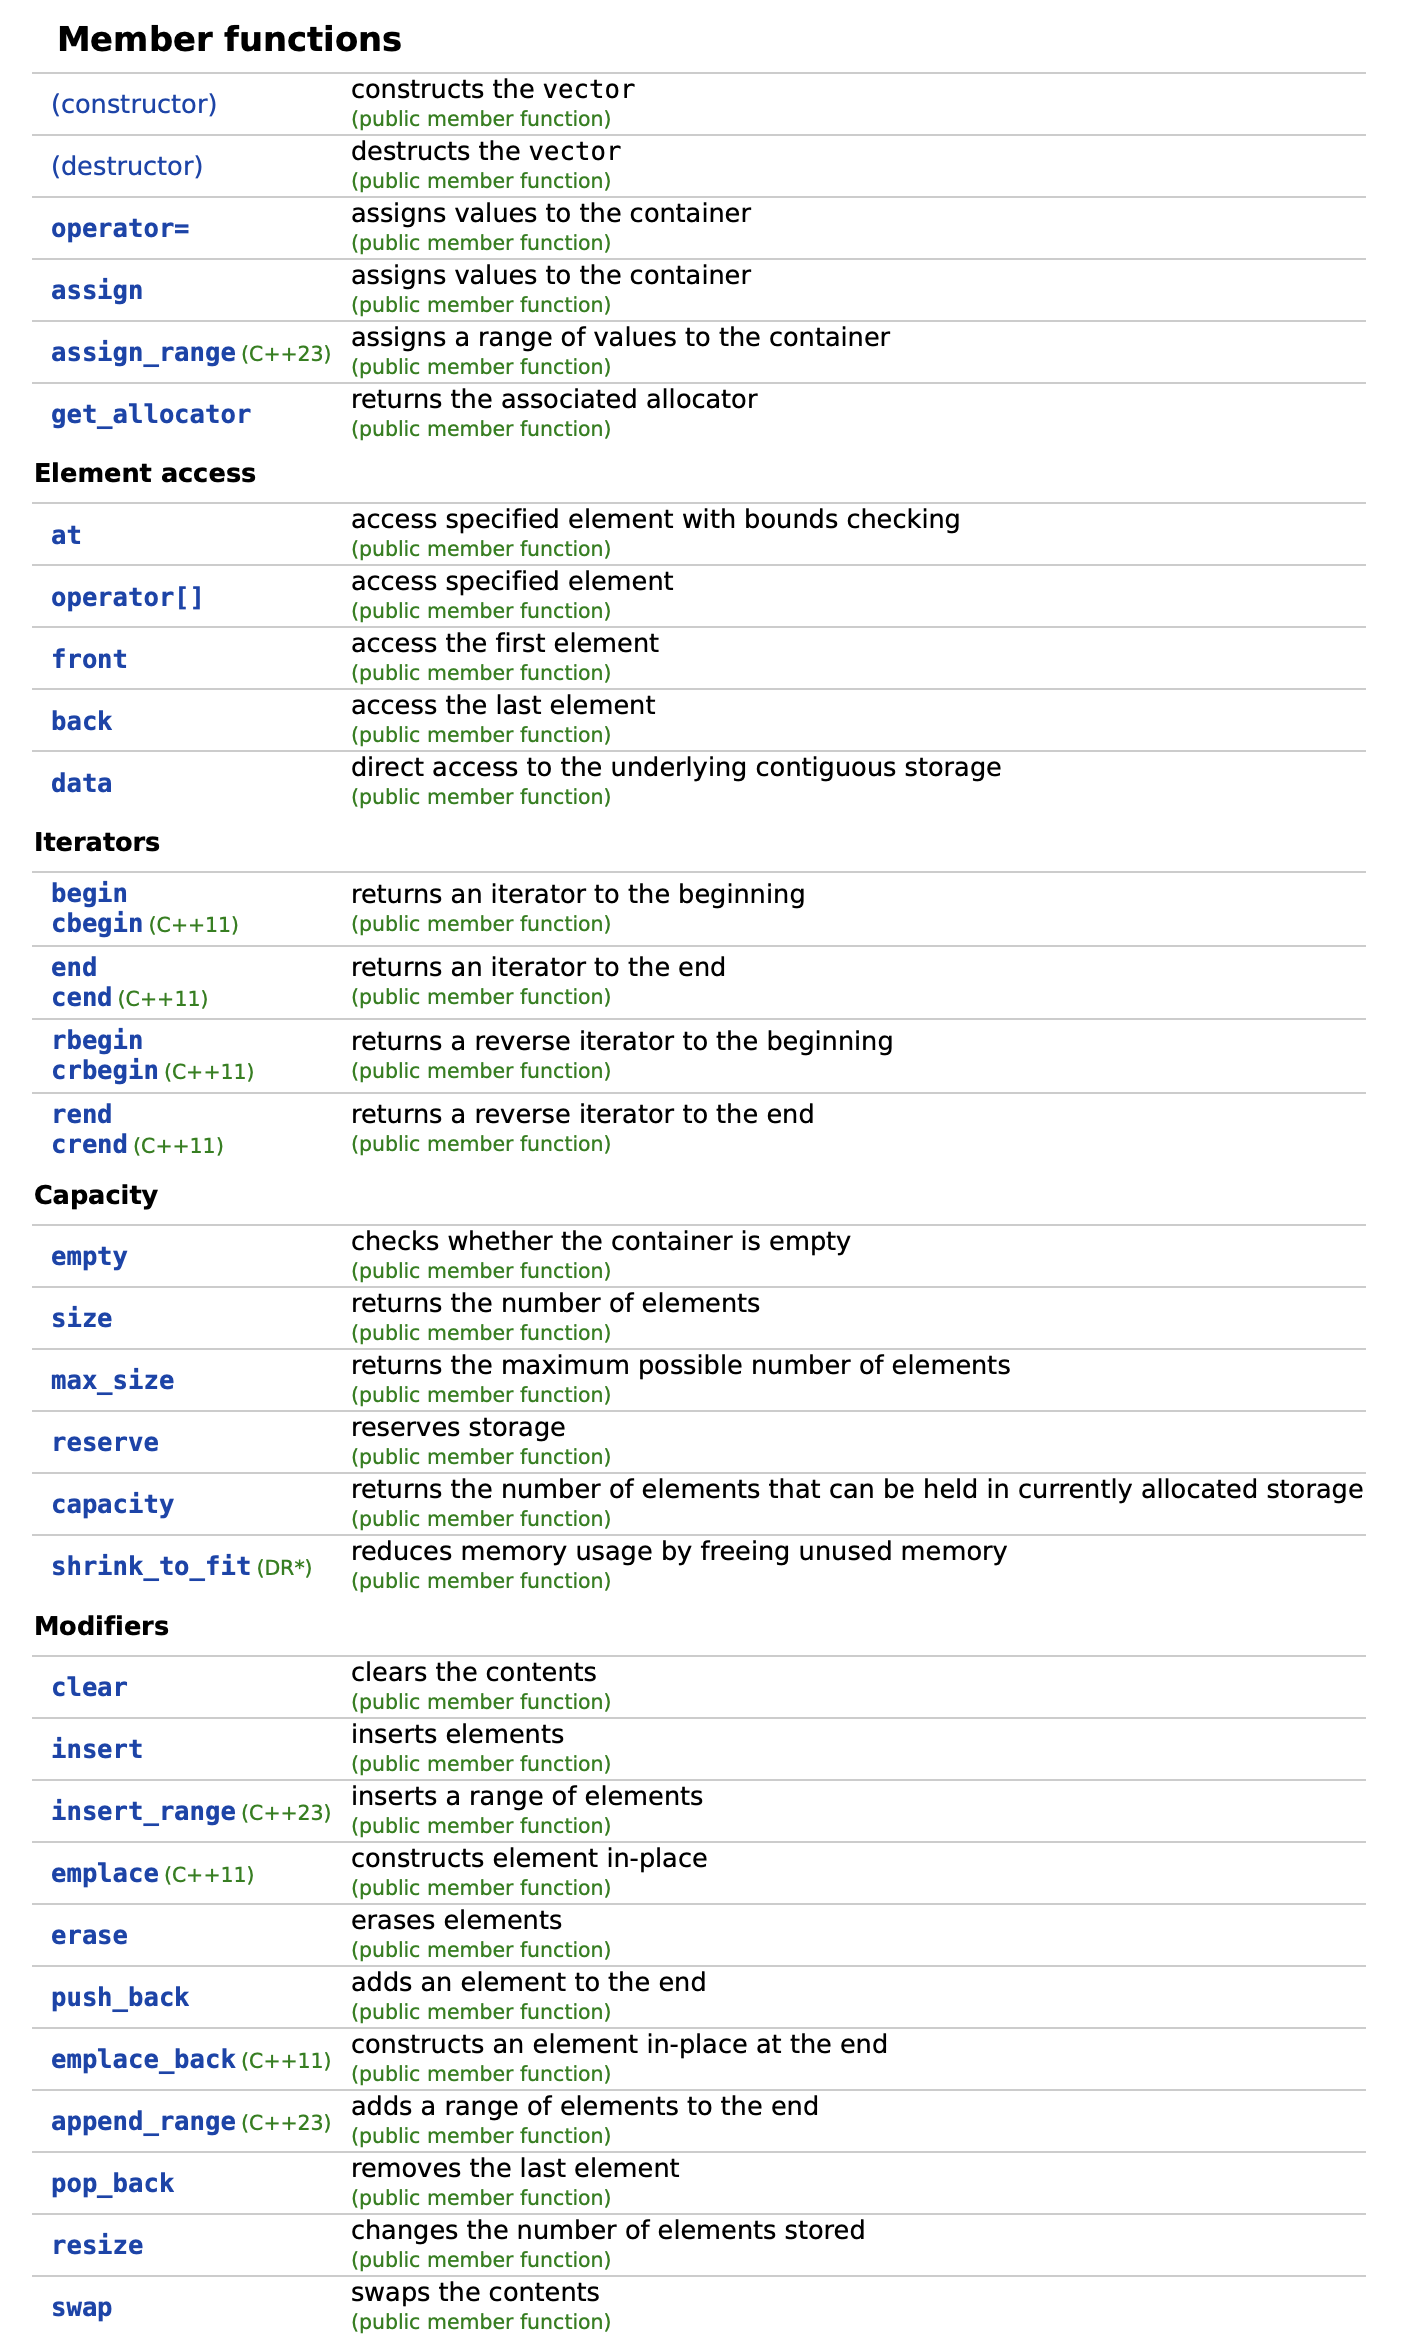 Member functions
(constructor) constructs the vector
(public member function)
(destructor) destructs the vector
(public member function)
operator= assigns values to the container
(public member function)
assign assigns values to the container
(public member function)
assign_range (C++23) assigns a range of values to the container
(public member function)
get_allocator returns the associated allocator
(public member function)
Element access
at access specified element with bounds checking
(public member function)
operator[] access specified element
(public member function)
front access the first element
(public member function)
back access the last element
(public member function)
data direct access to the underlying contiguous storage
(public member function)
Iterators
begin returns an iterator to the beginning
cbegin (C++11) (public member function)
end returns an iterator to the end
cend (C++11) (public member function)
rbegin returns a reverse iterator to the beginning
crbegin (C++11) (public member function)
rend returns a reverse iterator to the end
crend (C++11) (public member function)
Capacity
empty checks whether the container is empty
(public member function)
size returns the number of elements
(public member function)
max_size returns the maximum possible number of elements
(public member function)
reserve reserves storage
(public member function)
capacity returns the number of elements that can be held in currently allocated storage
(public member function)
shrink_to_fit (DR*) reduces memory usage by freeing unused memory
(public member function)
Modifiers
clear clears the contents
(public member function)
insert inserts elements
(public member function)
insert_range (C++23) inserts a range of elements
(public member function)
emplace (C++11) constructs element in-place
(public member function)
erase erases elements
(public member function)
push_back adds an element to the end
(public member function)
emplace_back (C++11) constructs an element in-place at the end
(public member function)
append_range (C++23) adds a range of elements to the end
(public member function)
pop_back removes the last element
(public member function)
resize changes the number of elements stored
(public member function)
swap swaps the contents
(public member function)